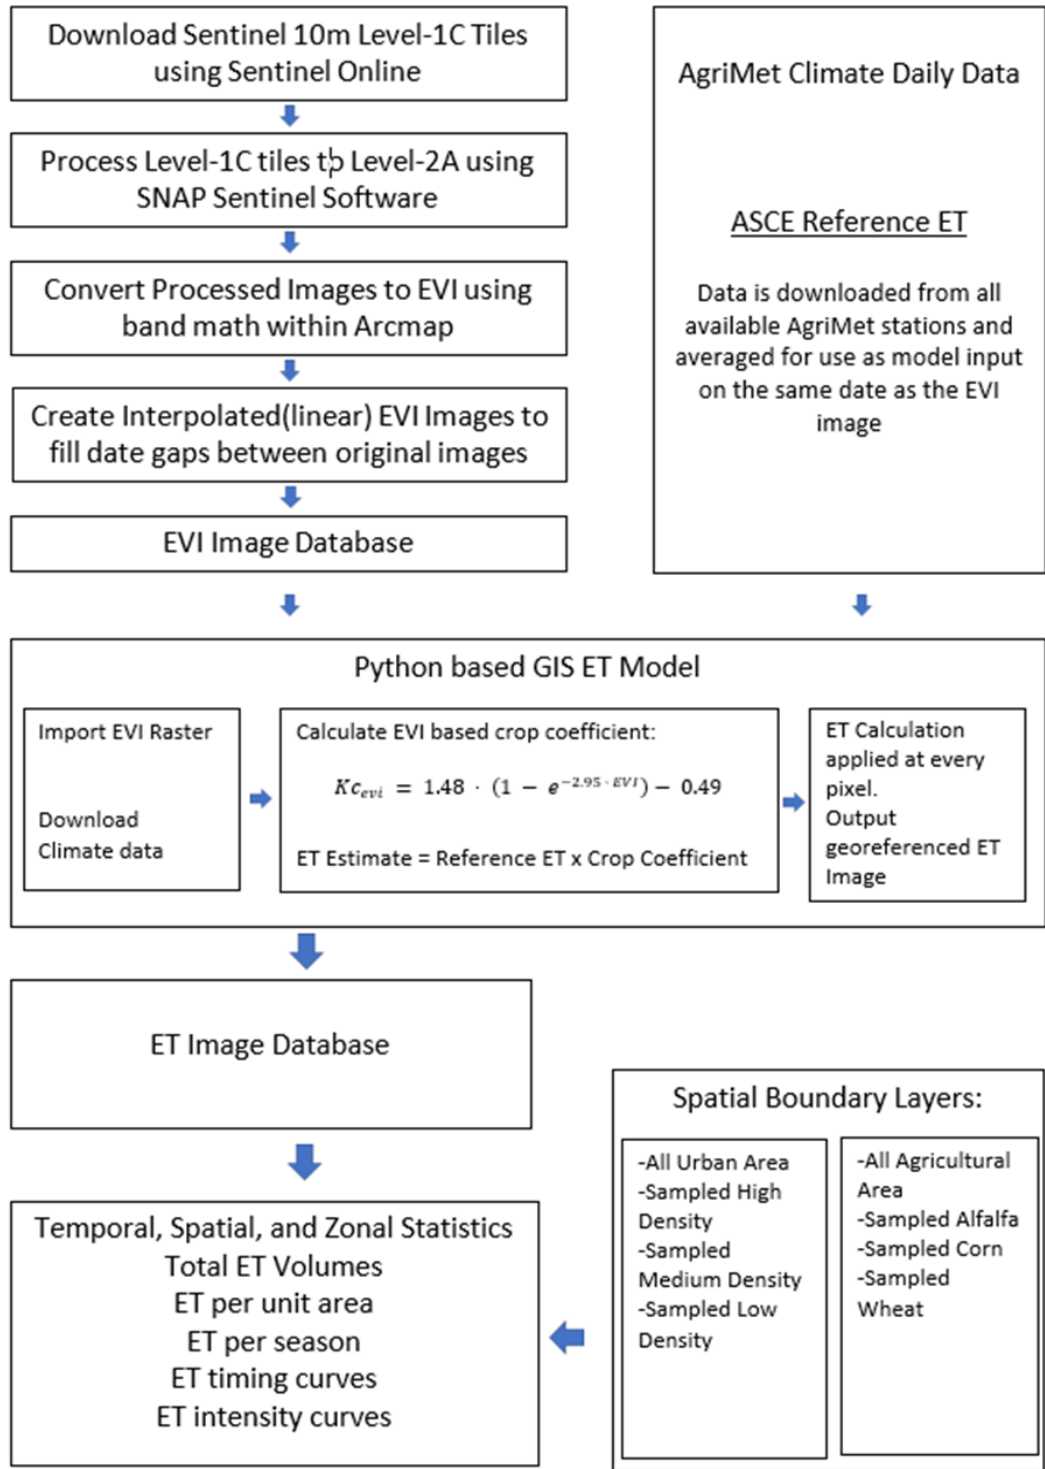 Download Sentinel 10m Level-1C Tiles
using Sentinel Online
Process Level-1C tiles to Level-2A using
SNAP Sentinel Software
Convert Processed Images to EVI using
band math within Arcmap
Create Interpolated(linear) EVI Images to
fill date gaps between original images
EVI Image Database
AgriMet Climate Daily Data
ASCE Reference ET
Data is downloaded from all
available AgriMet stations and
averaged for use as model input
on the same date as the EVI
image
Python based GIS ET Model
Import EVI Raster
Download
Climate data
Calculate EVI based crop coefficient:
Kc_evi = 1.48 · (1 − e^(−2.95 · EVI)) − 0.49
ET Estimate = Reference ET x Crop Coefficient
ET Calculation
applied at every
pixel.
Output
georeferenced ET
Image
ET Image Database
Temporal, Spatial, and Zonal Statistics
Total ET Volumes
ET per unit area
ET per season
ET timing curves
ET intensity curves
Spatial Boundary Layers:
-All Urban Area
-Sampled High
Density
-Sampled
Medium Density
-Sampled Low
Density
-All Agricultural
Area
-Sampled Alfalfa
-Sampled Corn
-Sampled
Wheat